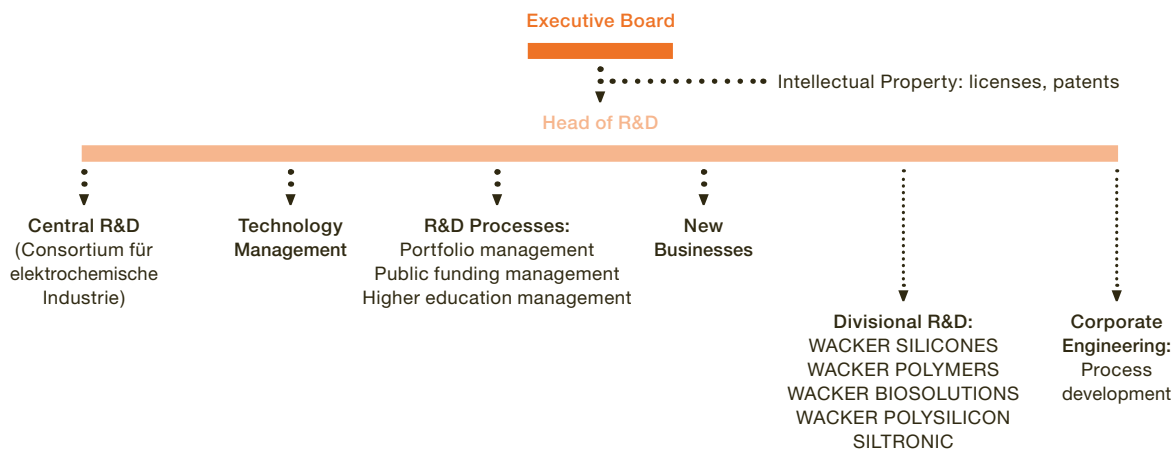 Executive Board
Intellectual Property: licenses, patents
Head of R&D
Central R&D
(Consortium für
elektrochemische
Industrie)
Technology
Management
R&D Processes:
Portfolio management
Public funding management
Higher education management
New
Businesses
Divisional R&D:
WACKER SILICONES
WACKER POLYMERS
WACKER BIOSOLUTIONS
WACKER POLYSILICON
SILTRONIC
Corporate
Engineering:
Process
development